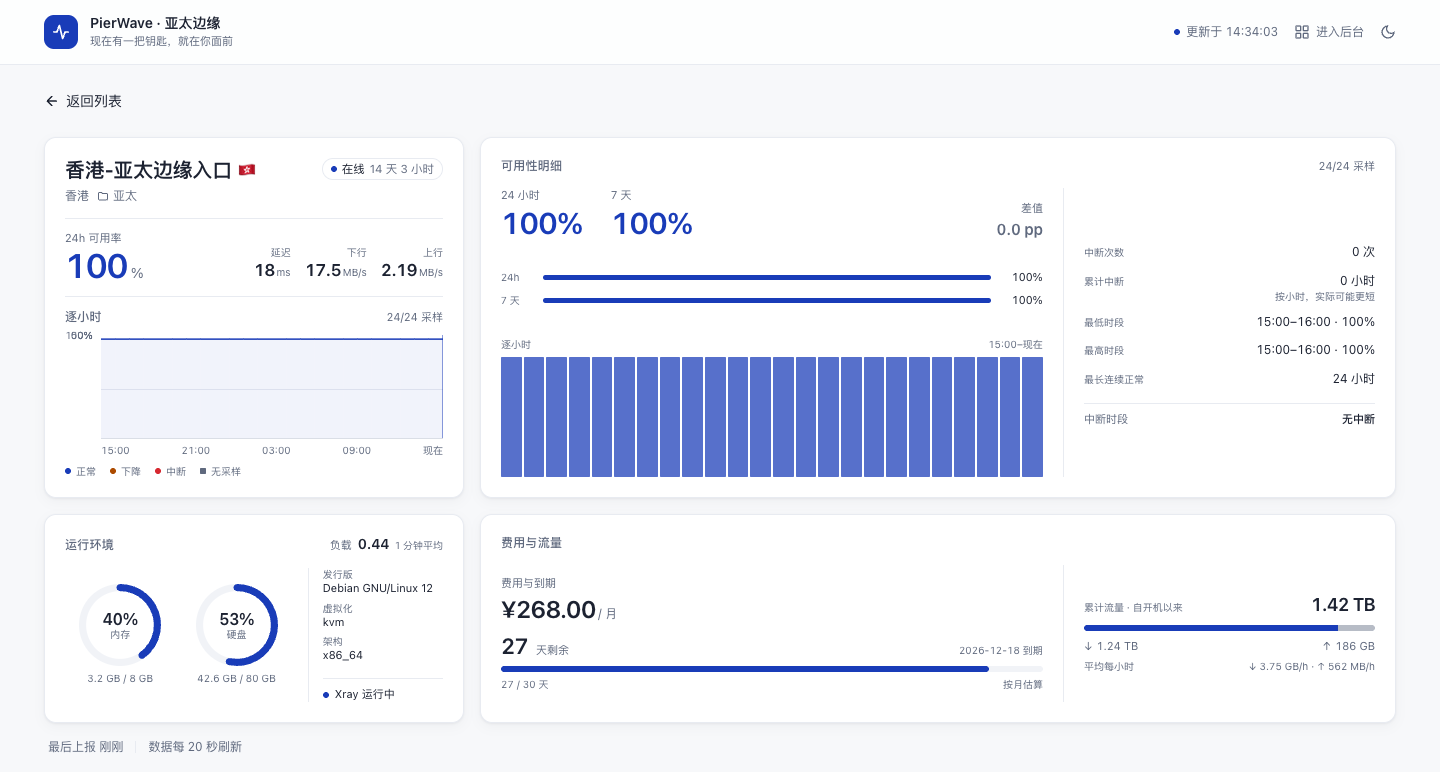 PierWave · 亚太边缘
现在有一把钥匙，就在你面前
更新于 14:34:03
进入后台
返回列表
香港-亚太边缘入口
在线 14 天 3 小时
香港 亚太
24h 可用率
100 %
延迟
18 ms
下行
17.5 MB/s
上行
2.19 MB/s
逐小时
24/24 采样
15:00
21:00
03:00
09:00
现在
正常
下降
中断
无采样
可用性明细
24/24 采样
24 小时
100%
7 天
100%
差值
0.0 pp
24h
100%
7 天
100%
逐小时
15:00–现在
中断次数
0 次
累计中断
0 小时
按小时，实际可能更短
最低时段
15:00–16:00 · 100%
最高时段
15:00–16:00 · 100%
最长连续正常
24 小时
中断时段
无中断
运行环境
负载 0.44 1 分钟平均
40%
内存
3.2 GB / 8 GB
53%
硬盘
42.6 GB / 80 GB
发行版
Debian GNU/Linux 12
虚拟化
kvm
架构
x86_64
Xray 运行中
费用与流量
费用与到期
¥268.00 / 月
27 天剩余
2026-12-18 到期
27 / 30 天
按月估算
累计流量 · 自开机以来
1.42 TB
↓ 1.24 TB
↑ 186 GB
平均每小时
↓ 3.75 GB/h · ↑ 562 MB/h
最后上报 刚刚
数据每 20 秒刷新